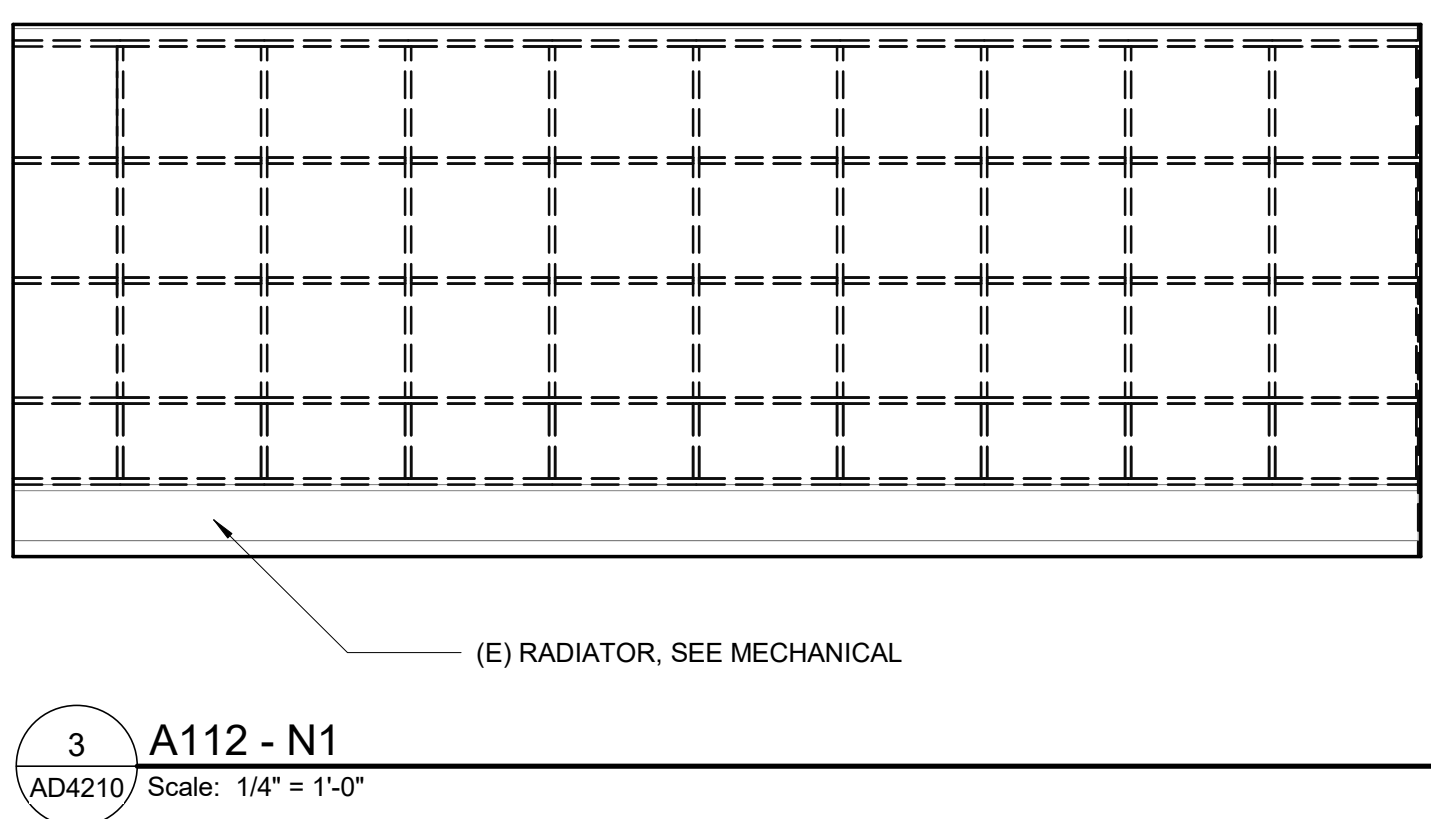 (E) RADIATOR, SEE MECHANICAL
3
A112 - N1
AD4210
Scale: 1/4" = 1'-0"